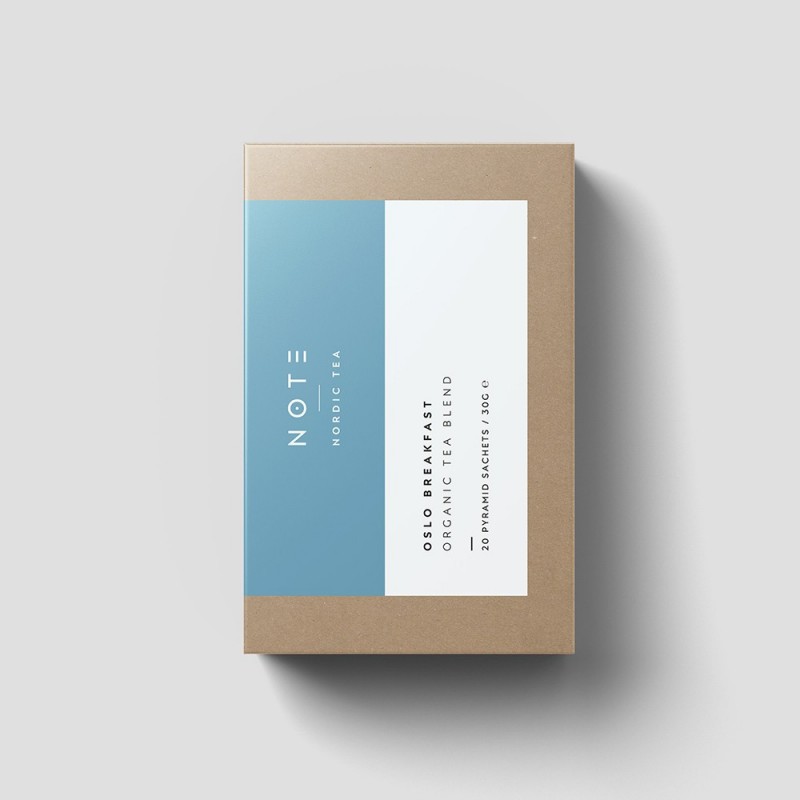 NOTE
NORDIC TEA
OSLO BREAKFAST
ORGANIC TEA BLEND
20 PYRAMID SACHETS / 30G ℮